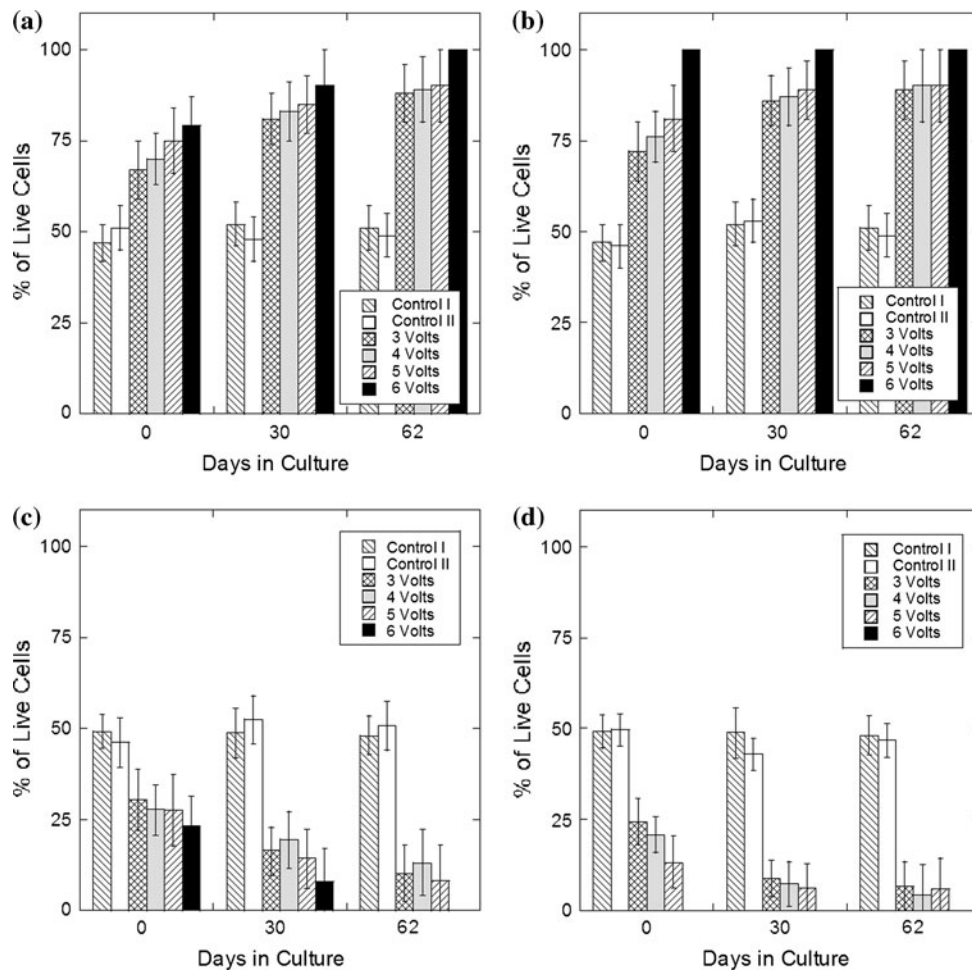 (a)
% of Live Cells
100
75
50
25
0
Control I
Control II
3 Volts
4 Volts
5 Volts
6 Volts
0 30 62
Days in Culture
(b)
% of Live Cells
100
75
50
25
0
Control I
Control II
3 Volts
4 Volts
5 Volts
6 Volts
0 30 62
Days in Culture
(c)
% of Live Cells
100
75
50
25
0
Control I
Control II
3 Volts
4 Volts
5 Volts
6 Volts
0 30 62
Days in Culture
(d)
% of Live Cells
100
75
50
25
0
Control I
Control II
3 Volts
4 Volts
5 Volts
6 Volts
0 30 62
Days in Culture